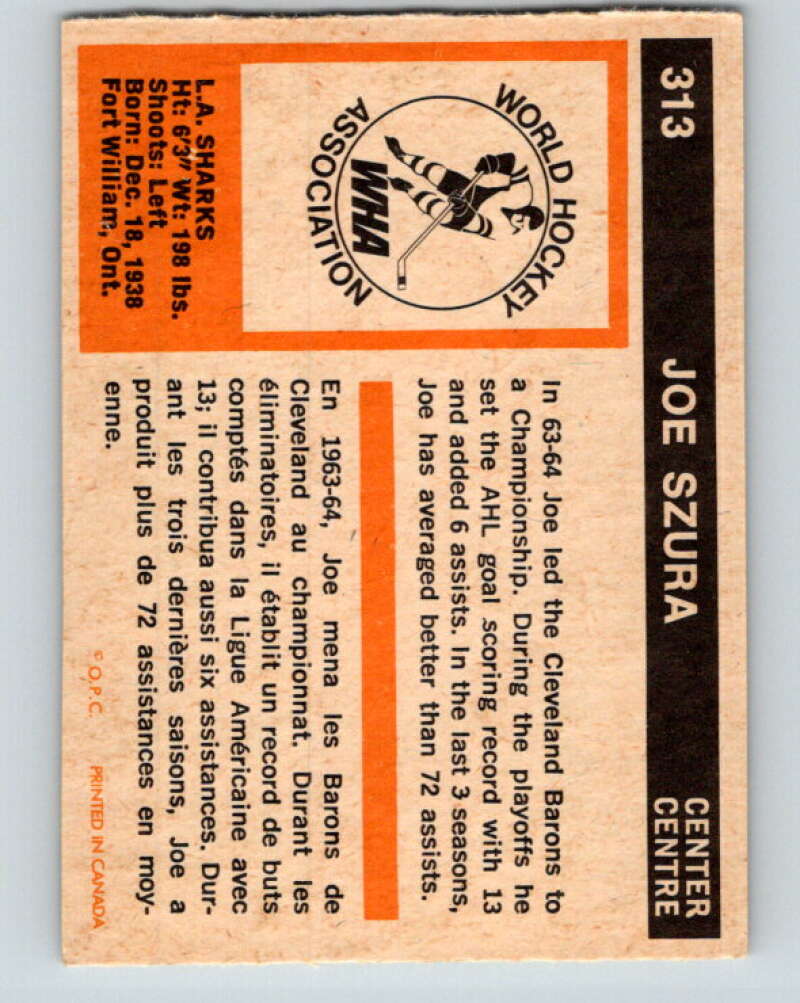 313 JOE SZURA CENTER
CENTRE
WORLD HOCKEY
ASSOCIATION
WHA
L.A. SHARKS
Ht: 6'3" Wt: 198 lbs.
Shoots: Left
Born: Dec. 18, 1938
Fort William, Ont.
In 63-64 Joe led the Cleveland Barons to
a Championship. During the playoffs he
set the AHL goal scoring record with 13
and added 6 assists. In the last 3 seasons,
Joe has averaged better than 72 assists.
En 1963-64, Joe mena les Barons de
Cleveland au championnat. Durant les
éliminatoires, il établit un record de buts
comptés dans la Ligue Américaine avec
13; il contribua aussi six assistances. Dur-
ant les trois dernières saisons, Joe a
produit plus de 72 assistances en moy-
enne.
© O.P.C. PRINTED IN CANADA